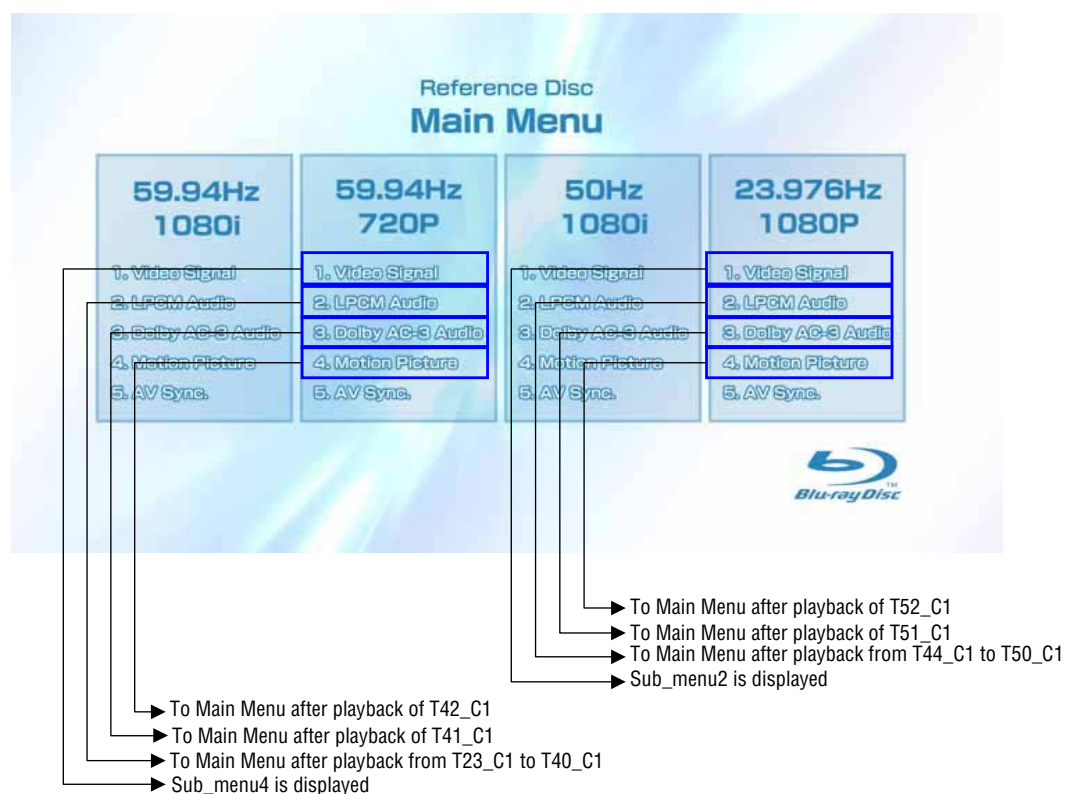 Reference Disc
Main Menu
59.94Hz
1080i
1. Video Signal
2. LPCM Audio
3. Dolby AC-3 Audio
4. Motion Picture
5. AV Sync.
59.94Hz
720P
1. Video Signal
2. LPCM Audio
3. Dolby AC-3 Audio
4. Motion Picture
5. AV Sync.
50Hz
1080i
1. Video Signal
2. LPCM Audio
3. Dolby AC-3 Audio
4. Motion Picture
5. AV Sync.
23.976Hz
1080P
1. Video Signal
2. LPCM Audio
3. Dolby AC-3 Audio
4. Motion Picture
Blu-ray Disc™
To Main Menu after playback of T52_C1
To Main Menu after playback of T51_C1
To Main Menu after playback from T44_C1 to T50_C1
Sub_menu2 is displayed
To Main Menu after playback of T42_C1
To Main Menu after playback of T41_C1
To Main Menu after playback from T23_C1 to T40_C1
Sub_menu4 is displayed